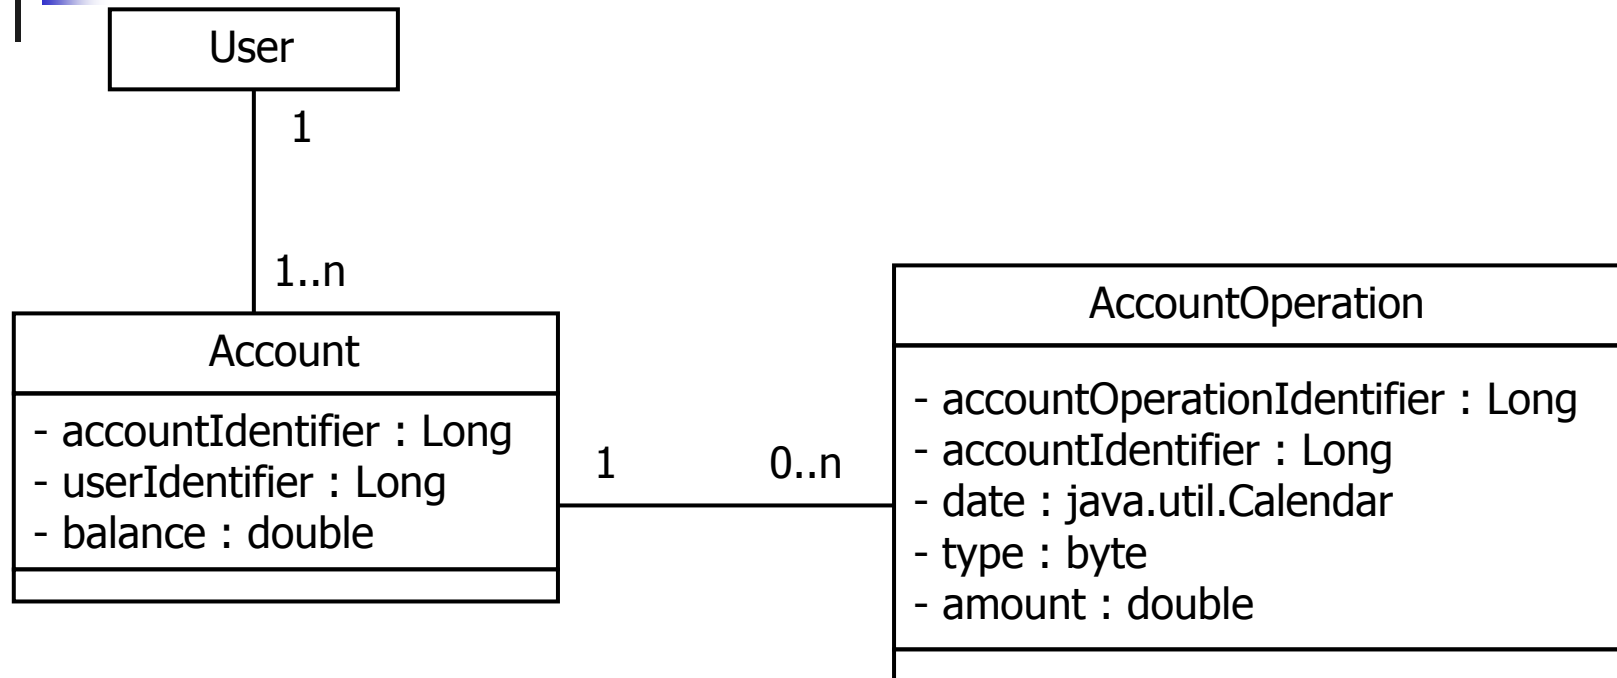 User
1
1..n
Account
- accountIdentifier : Long
- userIdentifier : Long
- balance : double
1
0..n
AccountOperation
- accountOperationIdentifier : Long
- accountIdentifier : Long
- date : java.util.Calendar
- type : byte
- amount : double